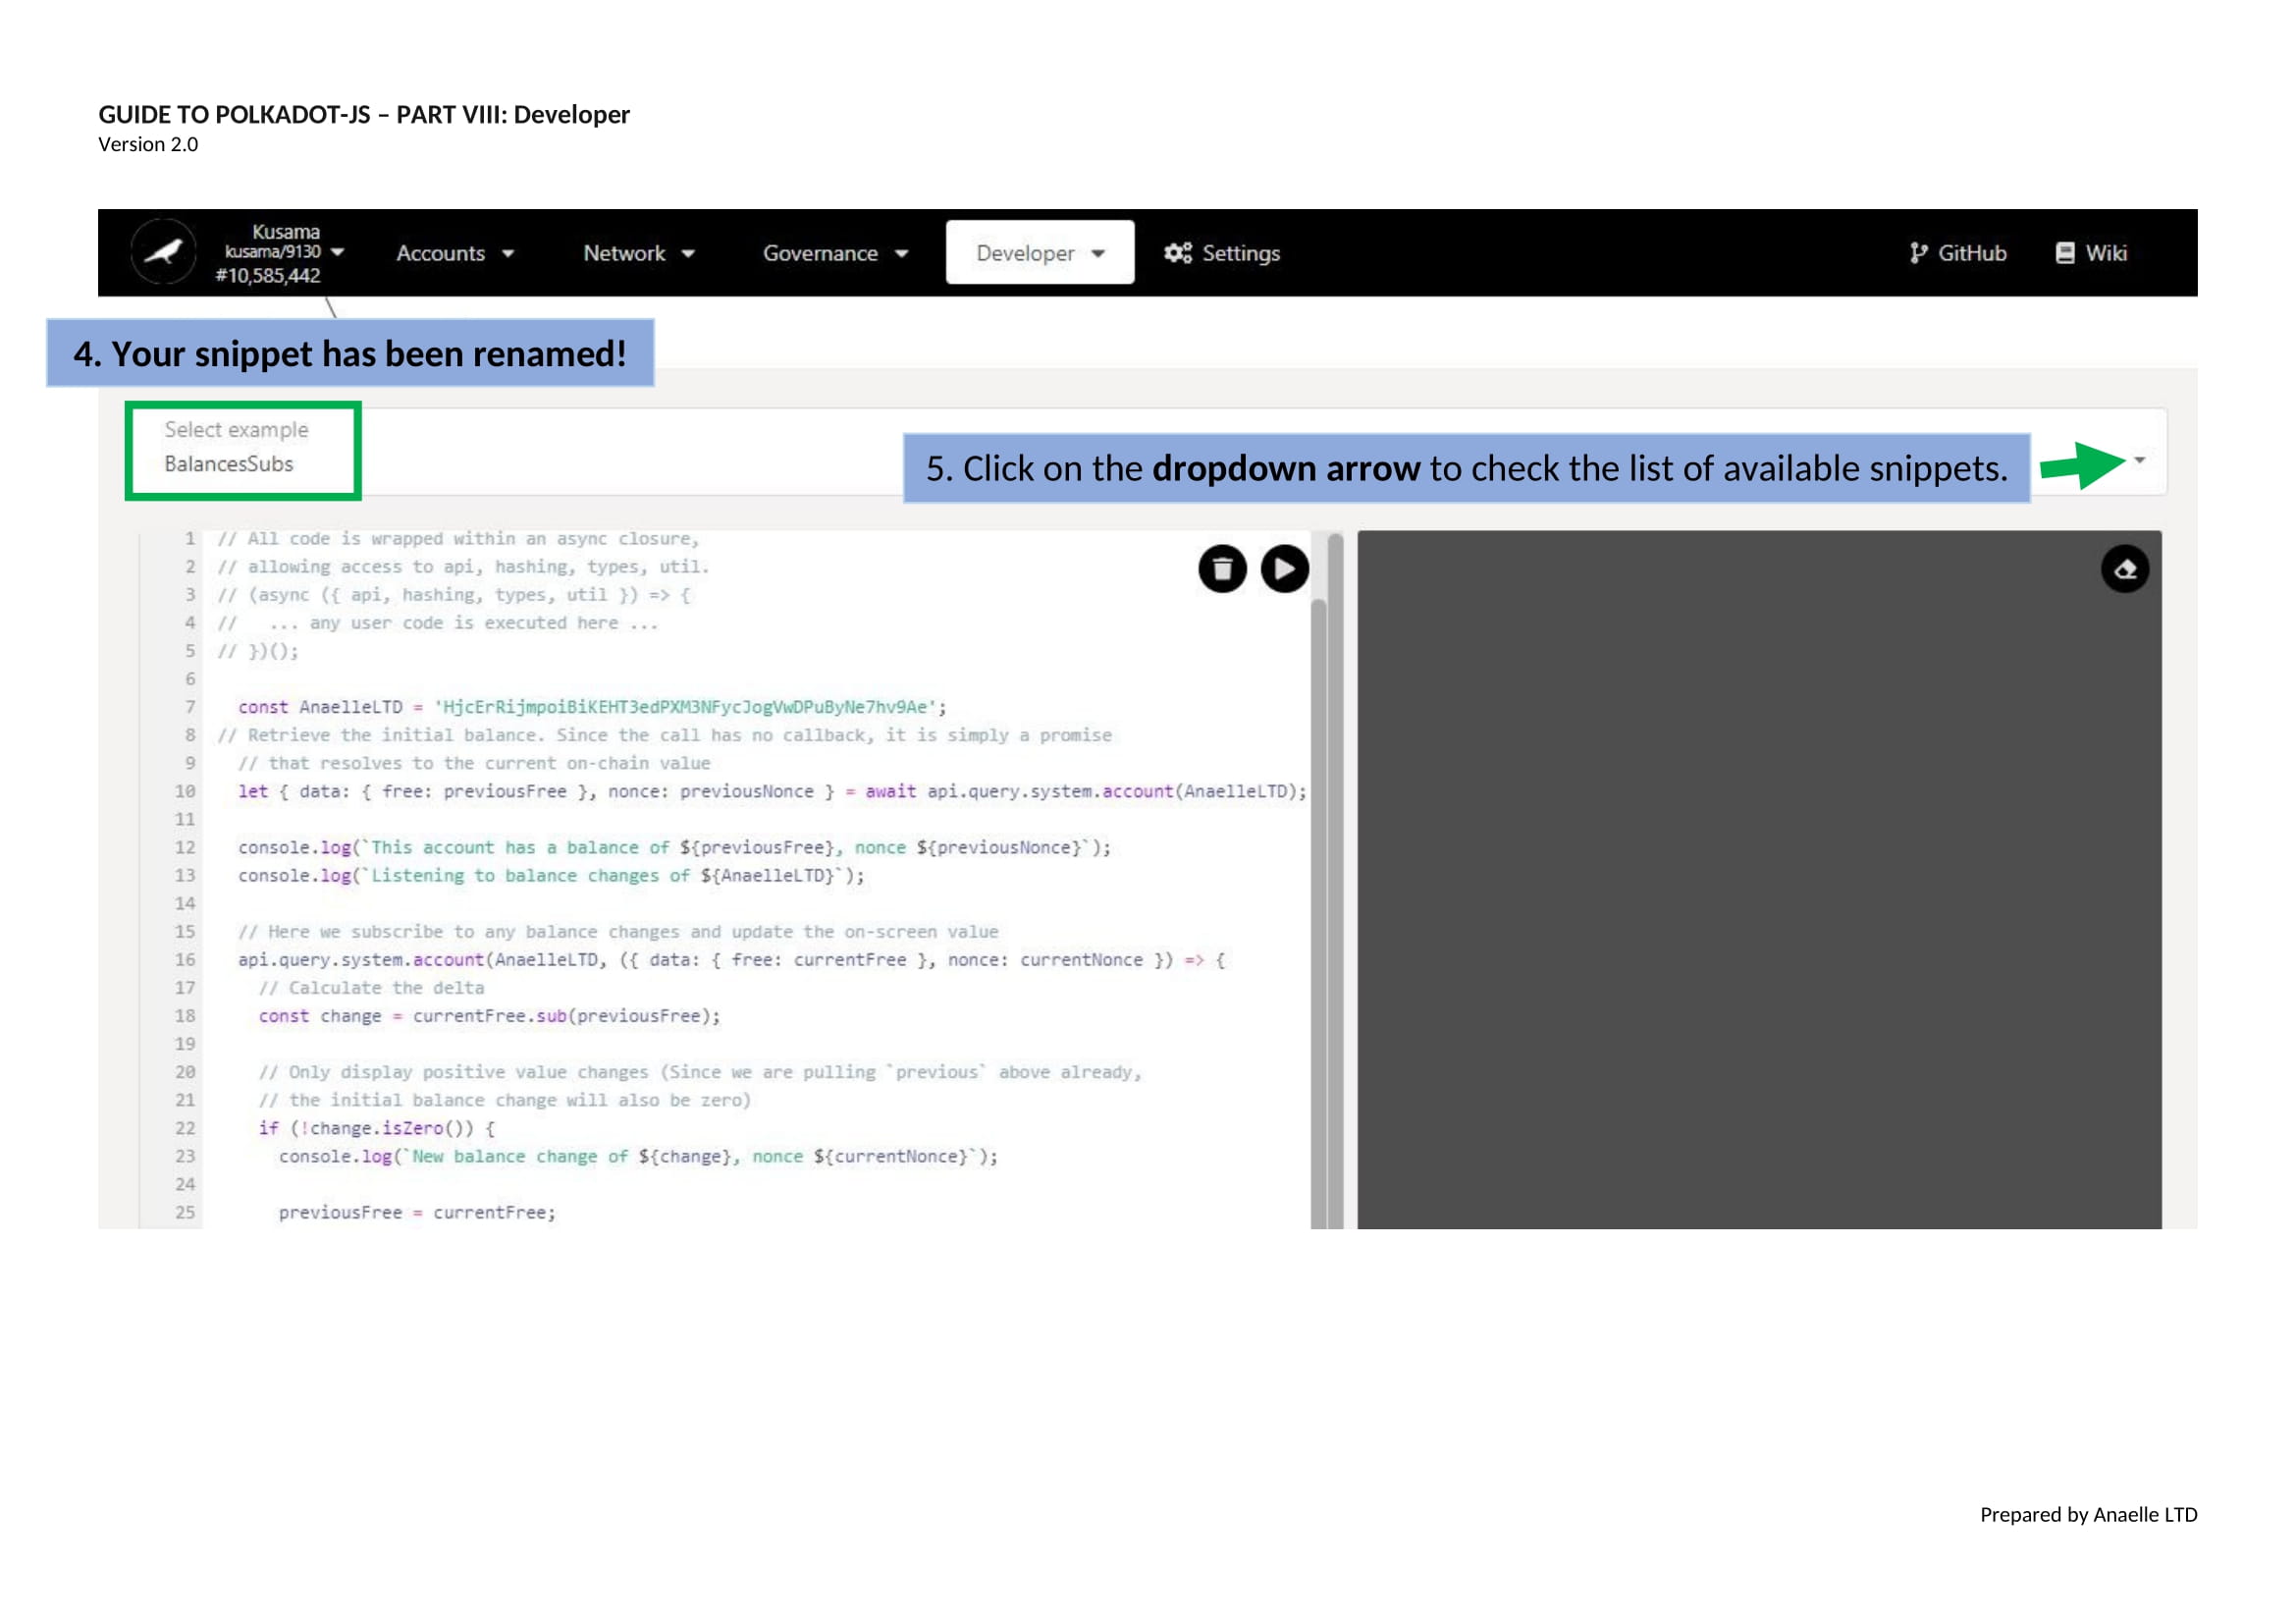 GUIDE TO POLKADOT-JS – PART VIII: Developer
Version 2.0
Kusama
kusama/9130
#10,585,442
Accounts
Network
Governance
Developer
Settings
GitHub
Wiki
4. Your snippet has been renamed!
Select example
BalancesSubs
5. Click on the dropdown arrow to check the list of available snippets.
1 // All code is wrapped within an async closure,
2 // allowing access to api, hashing, types, util.
3 // (async ({ api, hashing, types, util }) => {
4 //   ... any user code is executed here ...
5 // })();
6
7   const AnaelleLTD = 'HjcErRijmpoiBiKEHT3edPXM3NFycJogVwDPuByNe7hv9Ae';
8 // Retrieve the initial balance. Since the call has no callback, it is simply a promise
9   // that resolves to the current on-chain value
10   let { data: { free: previousFree }, nonce: previousNonce } = await api.query.system.account(AnaelleLTD);
11
12   console.log(`This account has a balance of ${previousFree}, nonce ${previousNonce}`);
13   console.log(`Listening to balance changes of ${AnaelleLTD}`);
14
15   // Here we subscribe to any balance changes and update the on-screen value
16   api.query.system.account(AnaelleLTD, ({ data: { free: currentFree }, nonce: currentNonce }) => {
17     // Calculate the delta
18     const change = currentFree.sub(previousFree);
19
20     // Only display positive value changes (Since we are pulling `previous` above already,
21     // the initial balance change will also be zero)
22     if (!change.isZero()) {
23       console.log(`New balance change of ${change}, nonce ${currentNonce}`);
24
25       previousFree = currentFree;
Prepared by Anaelle LTD